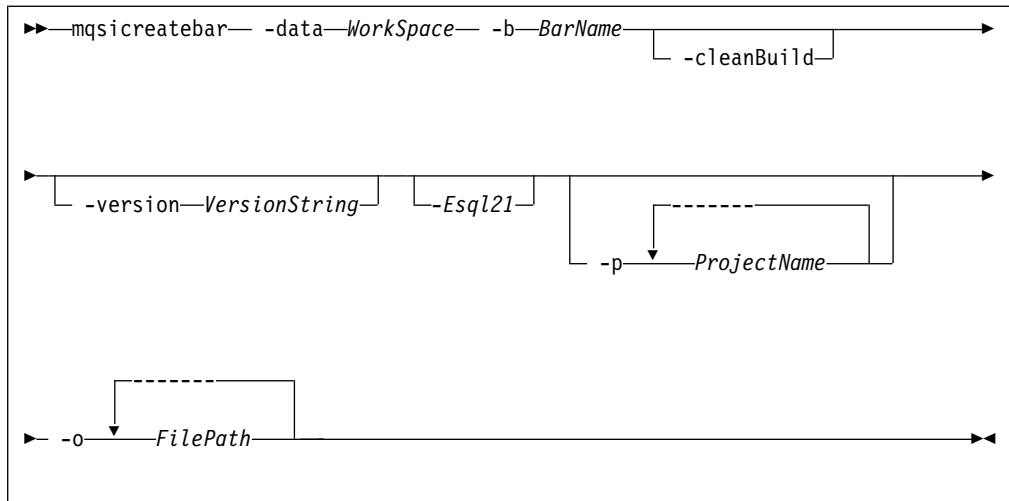 mqsicreatebar -data WorkSpace -b BarName
-cleanBuild
-version VersionString -Esql21
-p ProjectName
-o FilePath